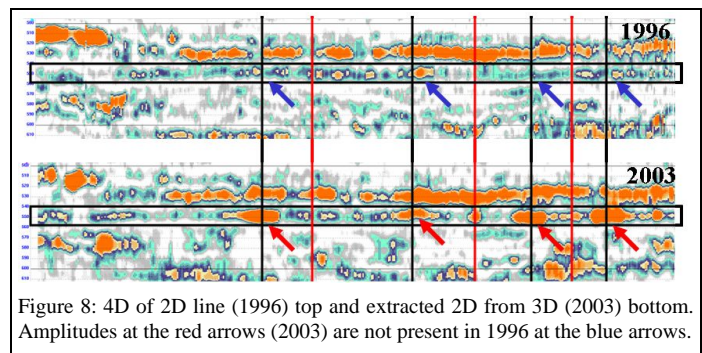 1996
2003
Figure 8: 4D of 2D line (1996) top and extracted 2D from 3D (2003) bottom.
Amplitudes at the red arrows (2003) are not present in 1996 at the blue arrows.